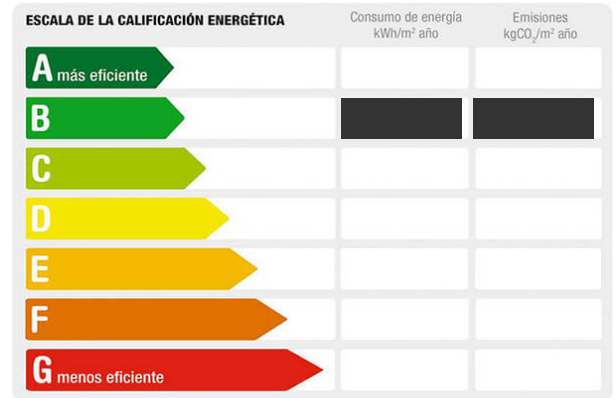 ESCALA DE LA CALIFICACIÓN ENERGÉTICA
Consumo de energía
kWh/m² año
Emisiones
kgCO₂/m² año
A más eficiente
B
C
D
E
F
G menos eficiente